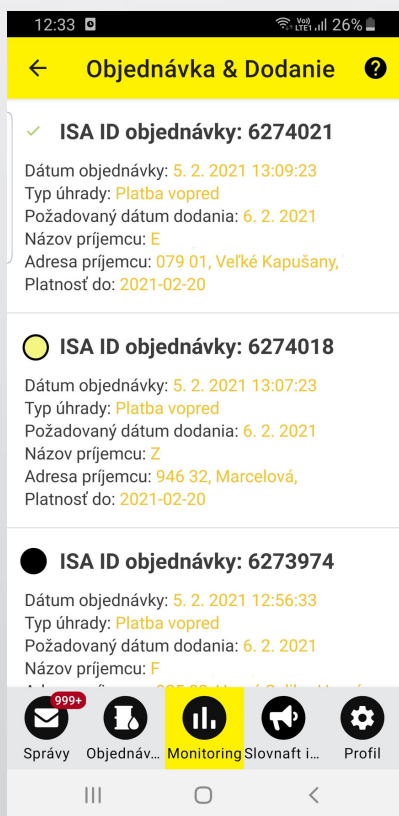 12:33 Vo)) LTE1 26%
Objednávka & Dodanie ?
ISA ID objednávky: 6274021
Dátum objednávky: 5. 2. 2021 13:09:23
Typ úhrady: Platba vopred
Požadovaný dátum dodania: 6. 2. 2021
Názov príjemcu: E
Adresa príjemcu: 079 01, Veľké Kapušany,
Platnosť do: 2021-02-20
ISA ID objednávky: 6274018
Dátum objednávky: 5. 2. 2021 13:07:23
Typ úhrady: Platba vopred
Požadovaný dátum dodania: 6. 2. 2021
Názov príjemcu: Z
Adresa príjemcu: 946 32, Marcelová,
Platnosť do: 2021-02-20
ISA ID objednávky: 6273974
Dátum objednávky: 5. 2. 2021 12:56:33
Typ úhrady: Platba vopred
Požadovaný dátum dodania: 6. 2. 2021
Názov príjemcu: F
999+
Správy Objednáv... Monitoring Slovnaft i... Profil